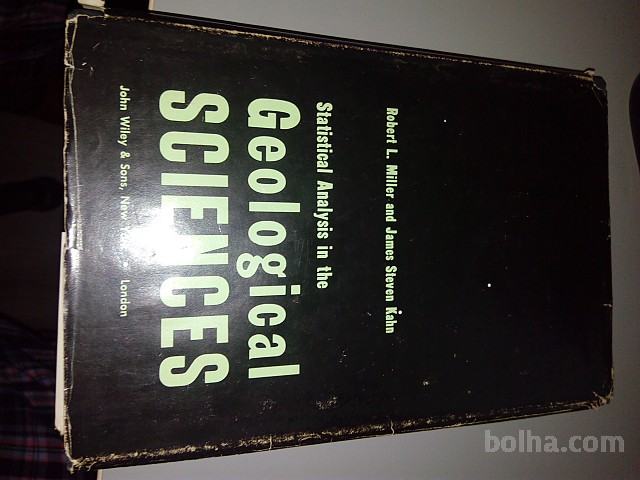 Robert L. Miller and James Steven Kahn
Statistical Analysis in the
Geological
SCIENCES
John Wiley & Sons, New London
bolha.com